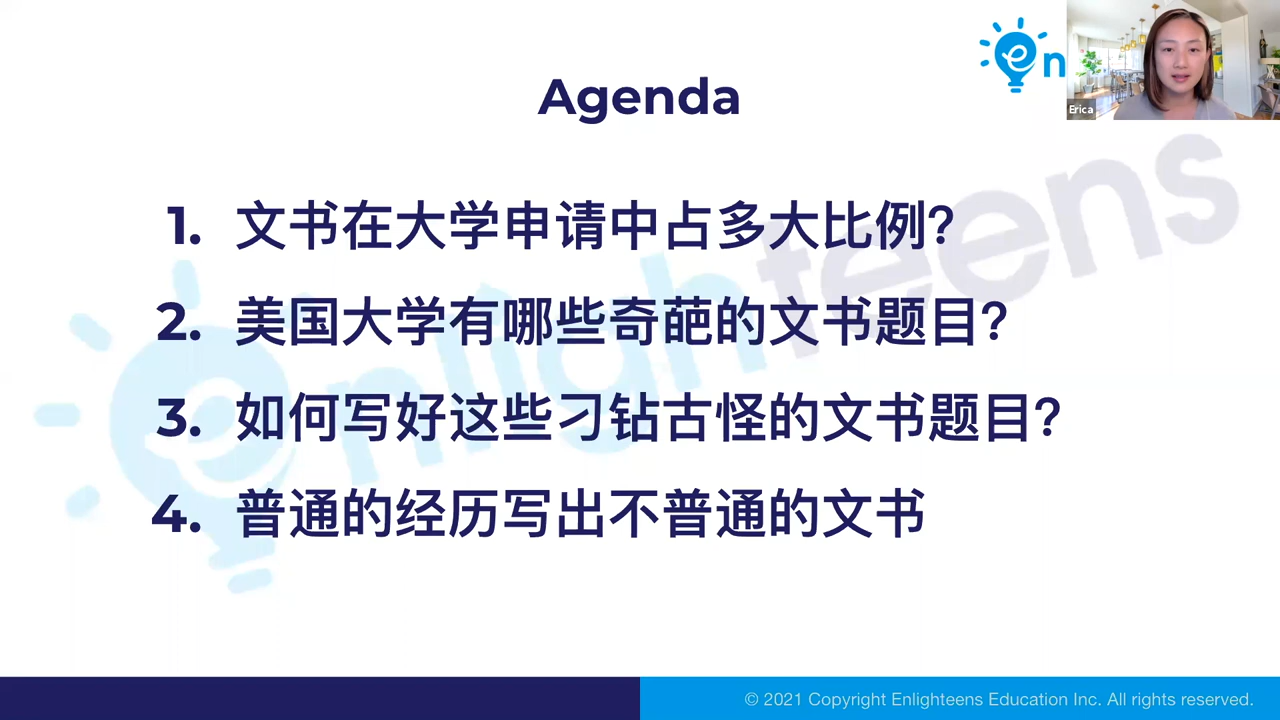 en
Erica
Agenda
1. 文书在大学申请中占多大比例?
2. 美国大学有哪些奇葩的文书题目?
3. 如何写好这些刁钻古怪的文书题目?
4. 普通的经历写出不普通的文书
enlighteens
© 2021 Copyright Enlighteens Education Inc. All rights reserved.